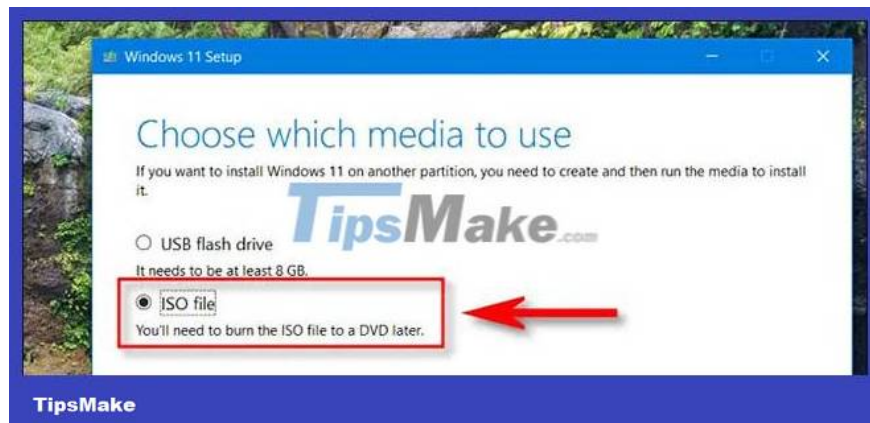 Windows 11 Setup
Choose which media to use
If you want to install Windows 11 on another partition, you need to create and then run the media to install
it.
TipsMake.com
USB flash drive
It needs to be at least 8 GB.
ISO file
You'll need to burn the ISO file to a DVD later.
TipsMake